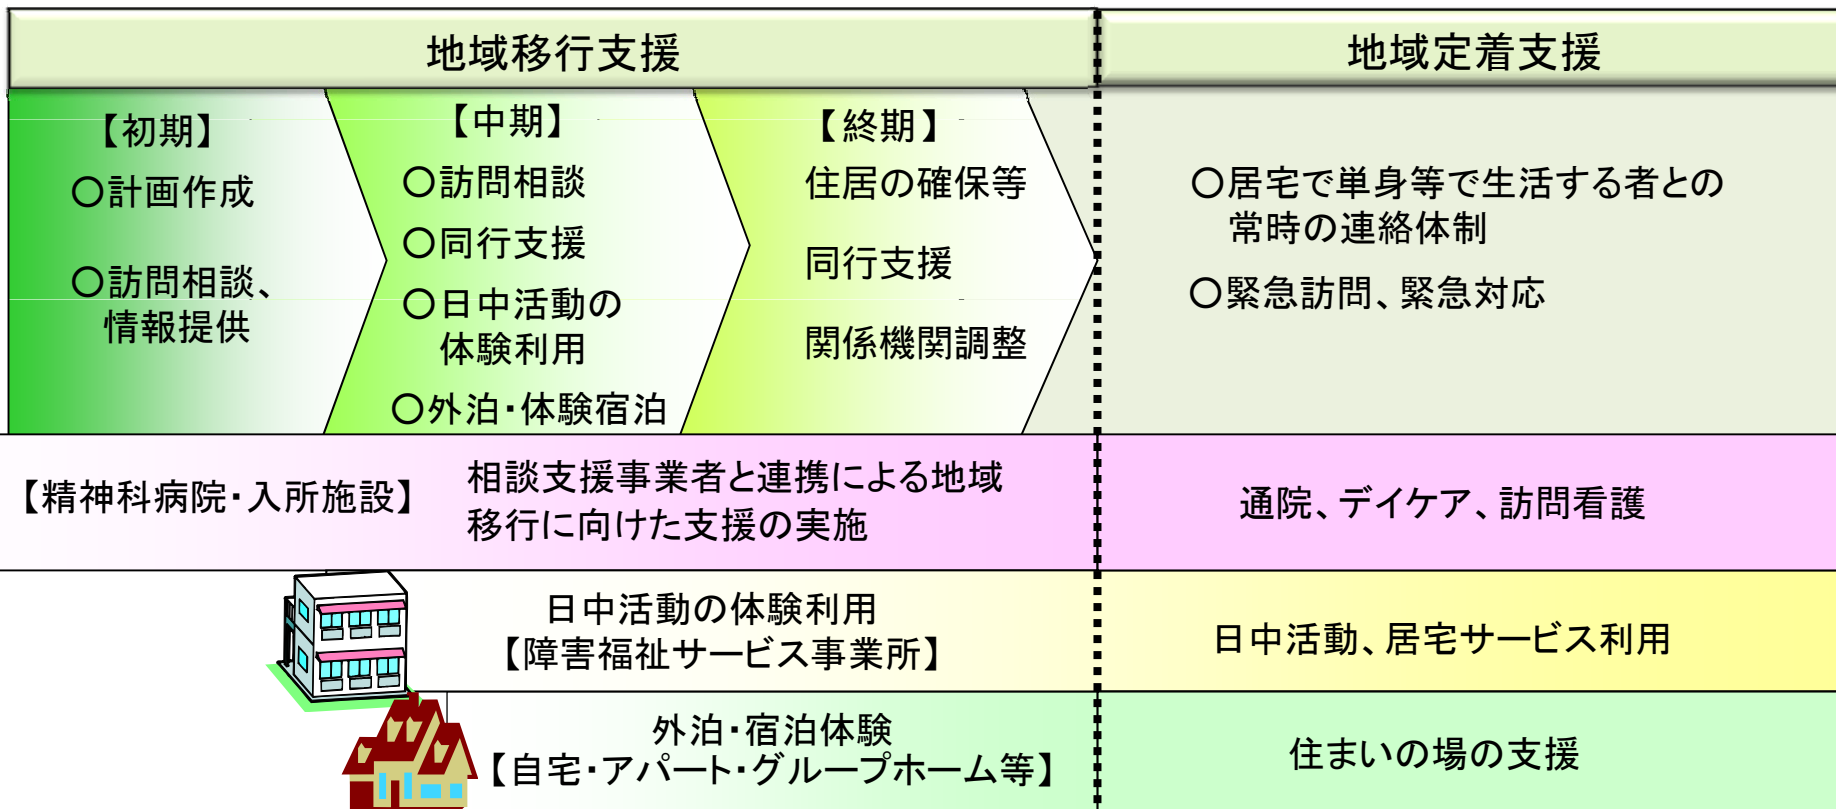 地域移行支援
地域定着支援
【初期】
○計画作成
○訪問相談、
情報提供
【中期】
○訪問相談
○同行支援
○日中活動の
体験利用
○外泊・体験宿泊
【終期】
住居の確保等
同行支援
関係機関調整
○居宅で単身等で生活する者との
常時の連絡体制
○緊急訪問、緊急対応
【精神科病院・入所施設】
相談支援事業者と連携による地域
移行に向けた支援の実施
通院、デイケア、訪問看護
日中活動の体験利用
【障害福祉サービス事業所】
日中活動、居宅サービス利用
外泊・宿泊体験
【自宅・アパート・グループホーム等】
住まいの場の支援